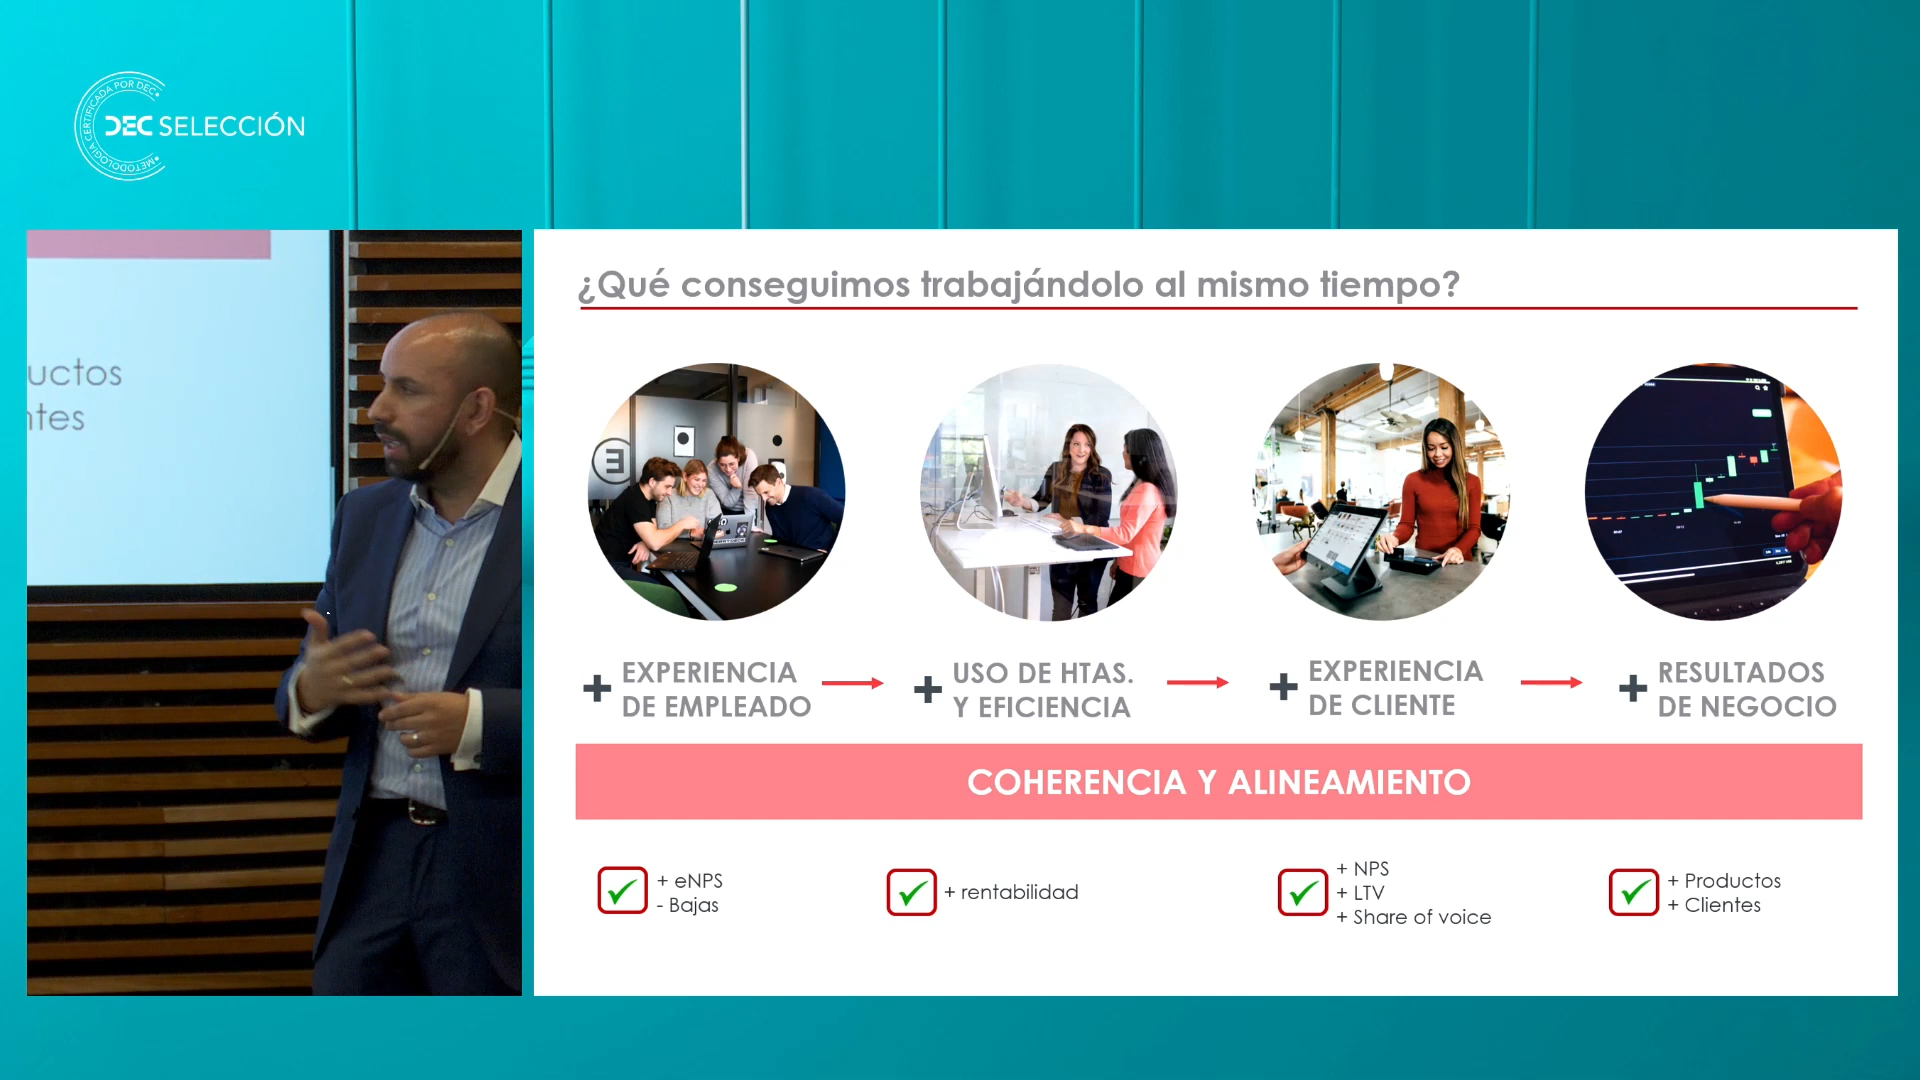 METODOLOGÍA CERTIFICADA POR DEC
DEC SELECCIÓN
uctos
ntes
¿Qué conseguimos trabajándolo al mismo tiempo?
+ EXPERIENCIA
DE EMPLEADO
+ USO DE HTAS.
Y EFICIENCIA
+ EXPERIENCIA
DE CLIENTE
+ RESULTADOS
DE NEGOCIO
COHERENCIA Y ALINEAMIENTO
+ eNPS
- Bajas
+ rentabilidad
+ NPS
+ LTV
+ Share of voice
+ Productos
+ Clientes